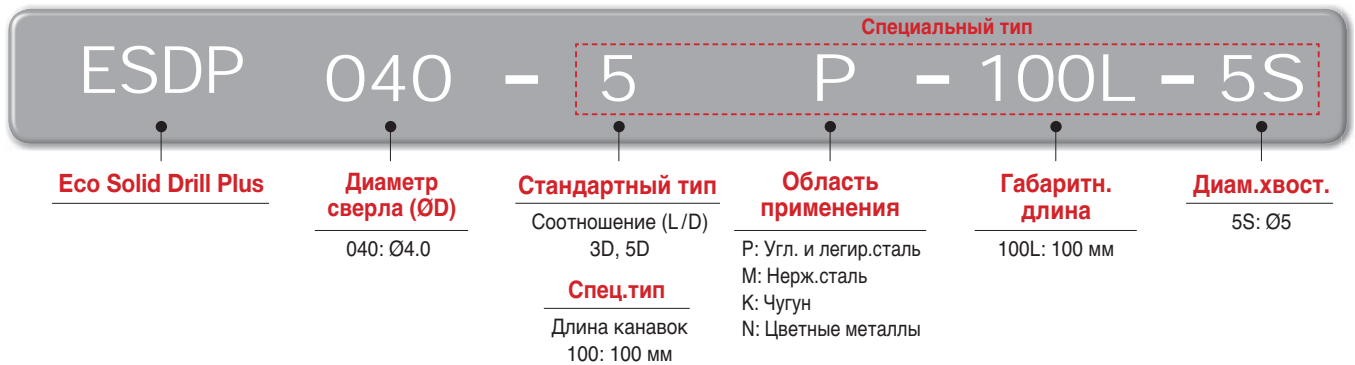 Специальный тип
ESDP 040 - 5 P - 100L - 5S
Eco Solid Drill Plus
Диаметр
сверла (ØD)
040: Ø4.0
Стандартный тип
Соотношение (L/D)
3D, 5D
Спец.тип
Длина канавок
100: 100 мм
Область
применения
P: Угл. и легир.сталь
M: Нерж.сталь
K: Чугун
N: Цветные металлы
Габаритн.
длина
100L: 100 мм
Диам.хвост.
5S: Ø5